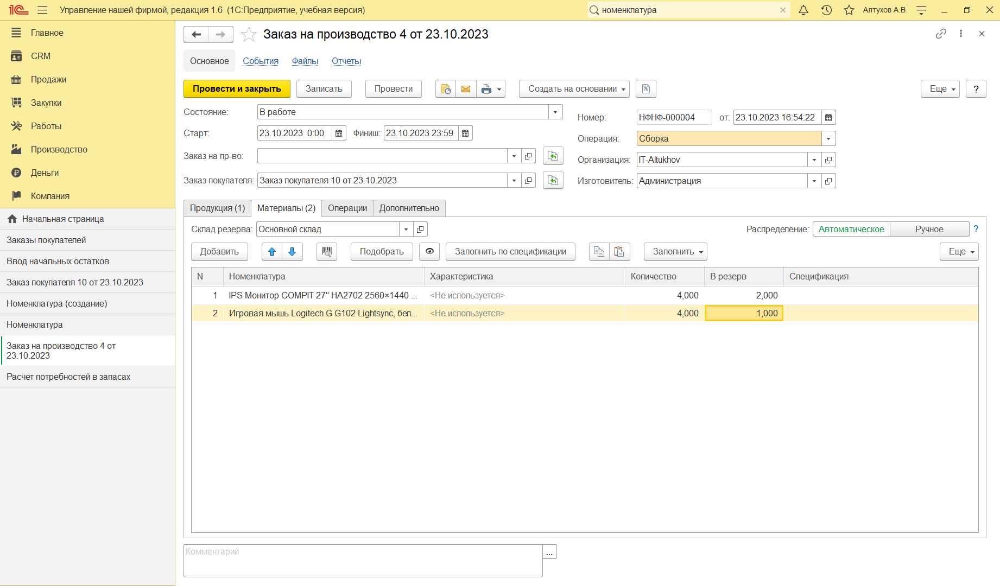 1С Управление нашей фирмой, редакция 1.6 (1С:Предприятие, учебная версия) номенклатура Алтухов А.В.
Главное
CRM
Продажи
Закупки
Работы
Производство
Деньги
Компания
Начальная страница
Заказы покупателей
Ввод начальных остатков
Заказ покупателя 10 от 23.10.2023
Номенклатура (создание)
Номенклатура
Заказ на производство 4 от
23.10.2023
Расчет потребностей в запасах
Заказ на производство 4 от 23.10.2023
Основное События Файлы Отчеты
Провести и закрыть Записать Провести Создать на основании Еще ?
Состояние: В работе
Номер: НФНФ-000004 от: 23.10.2023 16:54:22
Старт: 23.10.2023 0:00 Финиш: 23.10.2023 23:59
Операция: Сборка
Заказ на пр-во:
Организация: IT-Altukhov
Заказ покупателя: Заказ покупателя 10 от 23.10.2023
Изготовитель: Администрация
Продукция (1) Материалы (2) Операции Дополнительно
Склад резерва: Основной склад Распределение: Автоматическое Ручное ?
Добавить Подобрать Заполнить по спецификации Заполнить Еще
N Номенклатура Характеристика Количество В резерв Спецификация
1 IPS Монитор COMPIT 27" HA2702 2560×1440 ... <Не используется> 4,000 2,000
2 Игровая мышь Logitech G G102 Lightsync, бел... <Не используется> 4,000 1,000
Комментарий ...